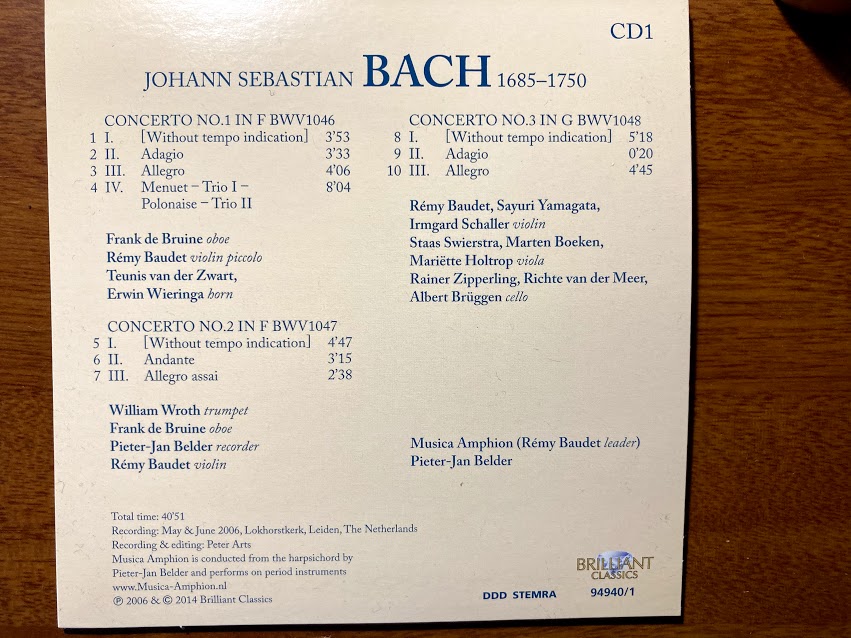 CD1
JOHANN SEBASTIAN BACH 1685–1750
CONCERTO NO.1 IN F BWV1046
1 I. [Without tempo indication] 3’53
2 II. Adagio 3’33
3 III. Allegro 4’06
4 IV. Menuet – Trio I – 8’04
Polonaise – Trio II
Frank de Bruine oboe
Rémy Baudet violin piccolo
Teunis van der Zwart,
Erwin Wieringa horn
CONCERTO NO.2 IN F BWV1047
5 I. [Without tempo indication] 4’47
6 II. Andante 3’15
7 III. Allegro assai 2’38
William Wroth trumpet
Frank de Bruine oboe
Pieter-Jan Belder recorder
Rémy Baudet violin
CONCERTO NO.3 IN G BWV1048
8 I. [Without tempo indication] 5’18
9 II. Adagio 0’20
10 III. Allegro 4’45
Rémy Baudet, Sayuri Yamagata,
Irmgard Schaller violin
Staas Swierstra, Marten Boeken,
Mariëtte Holtrop viola
Rainer Zipperling, Richte van der Meer,
Albert Brüggen cello
Musica Amphion (Rémy Baudet leader)
Pieter-Jan Belder
Total time: 40’51
Recording: May & June 2006, Lokhorstkerk, Leiden, The Netherlands
Recording & editing: Peter Arts
Musica Amphion is conducted from the harpsichord by
Pieter-Jan Belder and performs on period instruments
www.Musica-Amphion.nl
℗ 2006 & © 2014 Brilliant Classics
BRILLIANT
CLASSICS
DDD STEMRA 94940/1